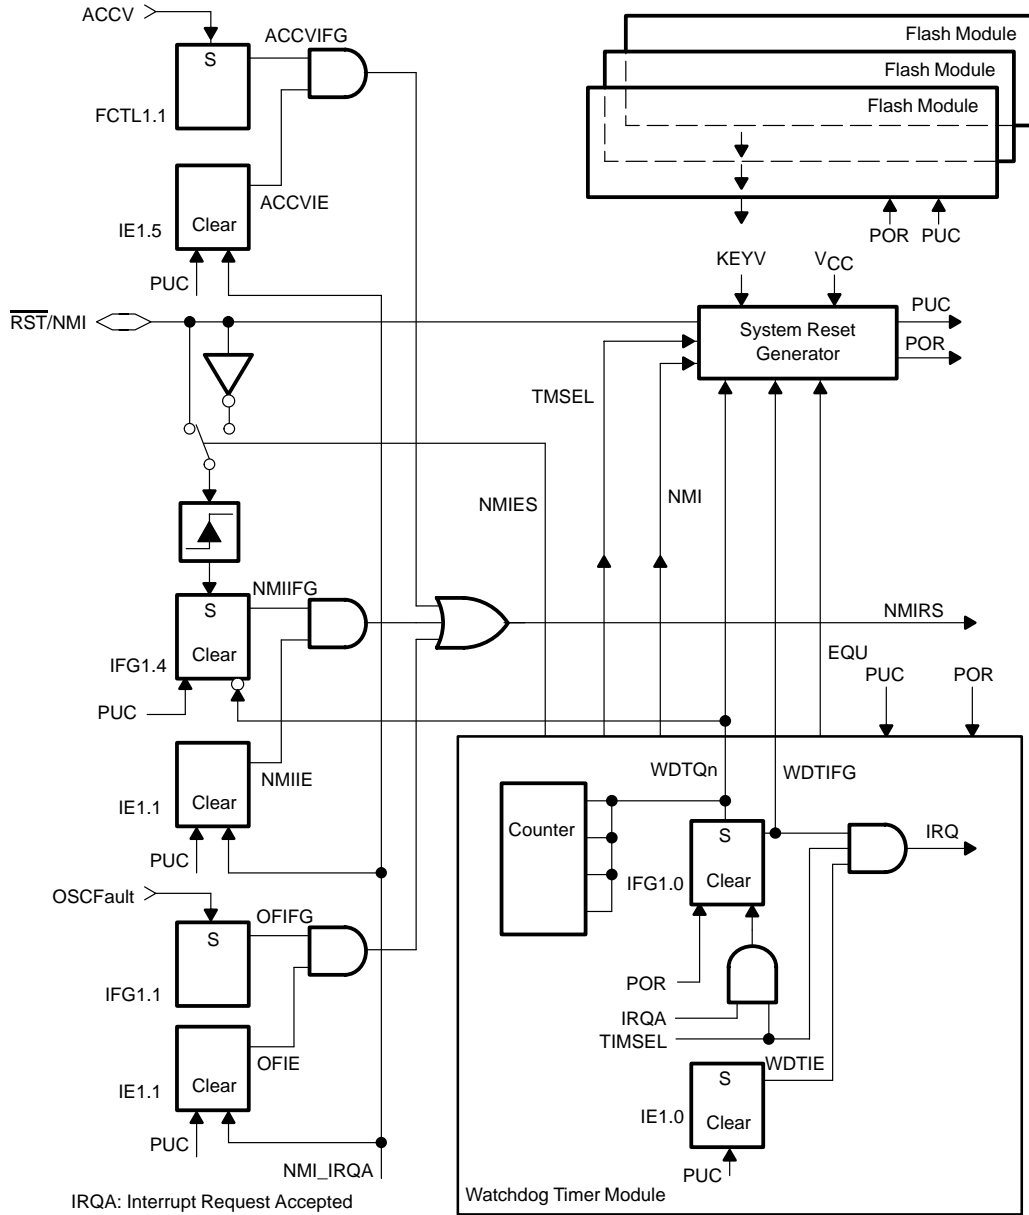 ACCV
ACCVIFG
S
FCTL1.1
ACCVIE
Clear
IE1.5
PUC
RST/NMI
Flash Module
Flash Module
Flash Module
POR
PUC
KEYV
VCC
System Reset
Generator
PUC
POR
TMSEL
NMIES
NMI
NMIIFG
S
Clear
IFG1.4
PUC
NMIRS
EQU
PUC
POR
NMIIE
IE1.1
Clear
PUC
OSCFault
OFIFG
S
IFG1.1
OFIE
IE1.1
Clear
PUC
NMI_IRQA
IRQA: Interrupt Request Accepted
WDTQn
WDTIFG
Counter
S
IFG1.0
Clear
IRQ
POR
IRQA
TIMSEL
WDTIE
S
IE1.0
Clear
PUC
Watchdog Timer Module